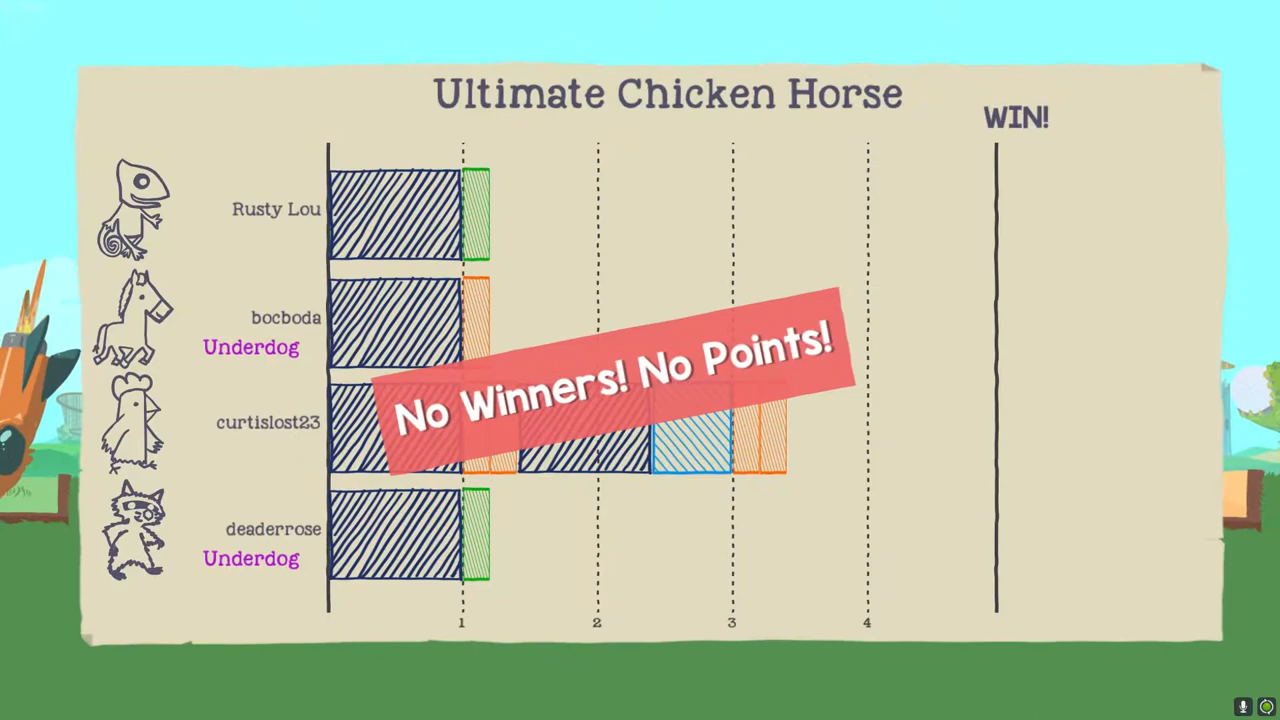 Ultimate Chicken Horse
WIN!
Rusty Lou
bocboda
Underdog
No Winners! No Points!
curtislost23
deaderrose
Underdog
1 2 3 4